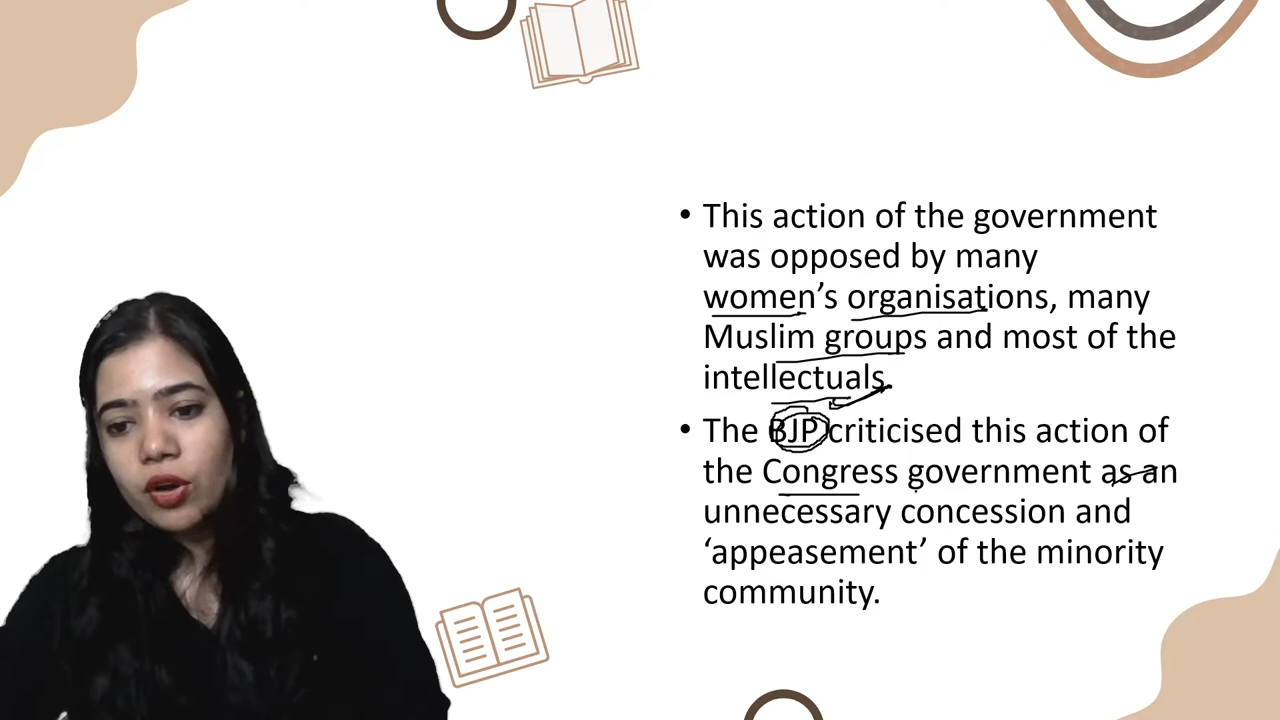 • This action of the government
was opposed by many
women’s organisations, many
Muslim groups and most of the
intellectuals.
• The BJP criticised this action of
the Congress government as an
unnecessary concession and
‘appeasement’ of the minority
community.